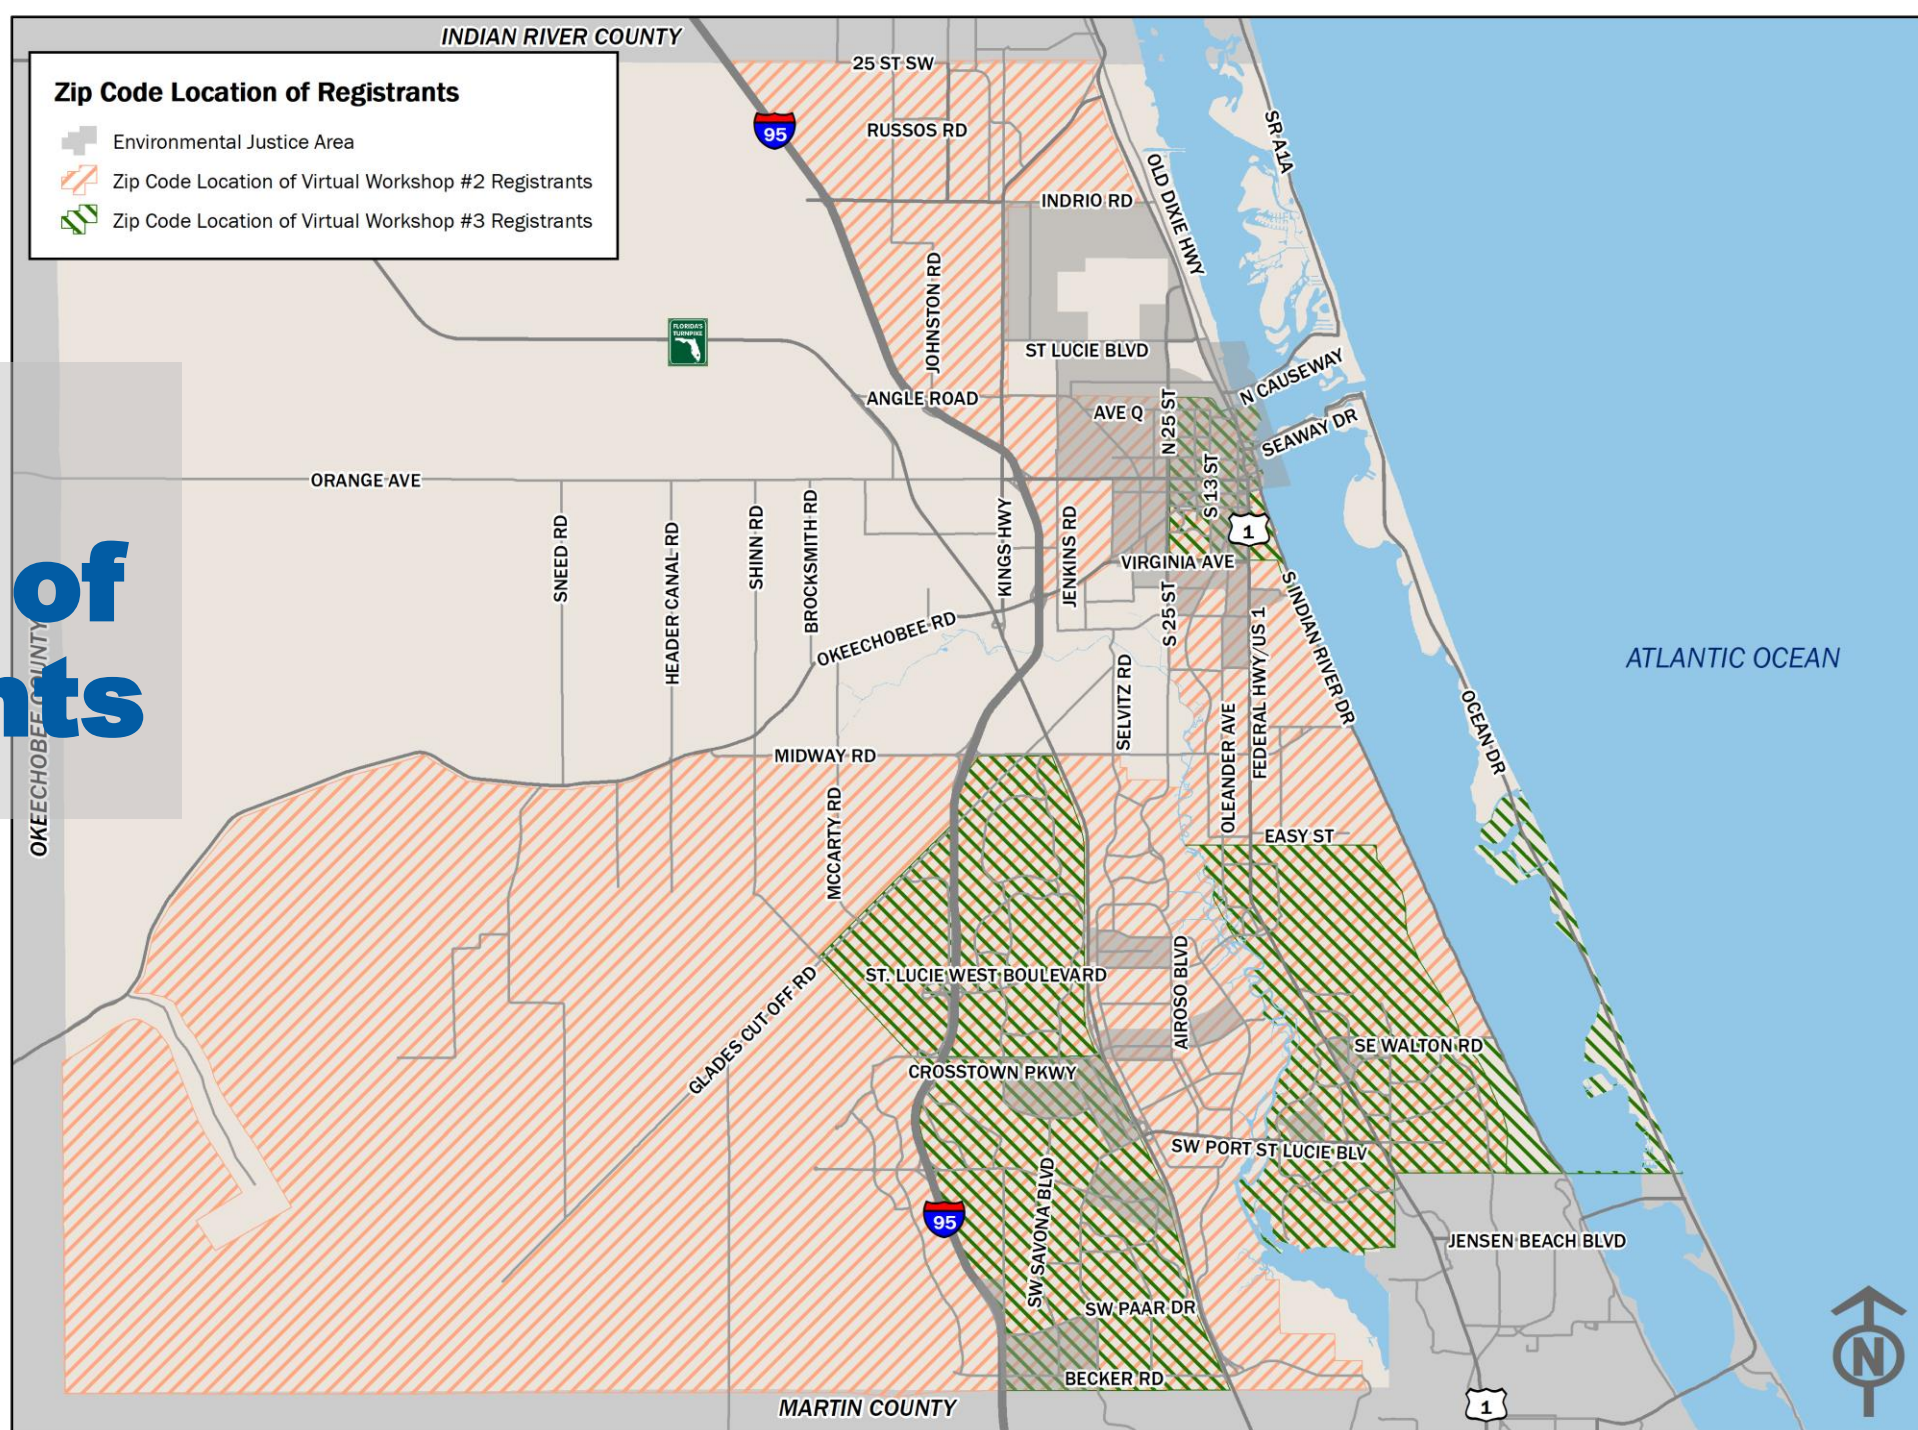 INDIAN RIVER COUNTY
Zip Code Location of Registrants
Environmental Justice Area
Zip Code Location of Virtual Workshop #2 Registrants
Zip Code Location of Virtual Workshop #3 Registrants
25 ST SW
95
RUSSOS RD
SR A1A
OLD DIXIE HWY
INDRIO RD
JOHNSTON RD
FLORIDA'S
TURNPIKE
ST LUCIE BLVD
N CAUSEWAY
ANGLE ROAD
AVE Q
N 25 ST
SEAWAY DR
ORANGE AVE
S 13 ST
SNEED RD
HEADER CANAL RD
SHINN RD
BROCKSMITH RD
KINGS HWY
JENKINS RD
1
VIRGINIA AVE
of
nts
OKEECHOBEE COUNTY
OKEECHOBEE COUNTY
OKEECHOBEE RD
S 25 ST
S INDIAN RIVER DR
FEDERAL HWY/US 1
SELVITZ RD
OLEANDER AVE
ATLANTIC OCEAN
OCEAN DR
MIDWAY RD
MCCARTY RD
EASY ST
GLADES CUT OFF RD
ST. LUCIE WEST BOULEVARD
AIROSO BLVD
SE WALTON RD
CROSSTOWN PKWY
SW PORT ST LUCIE BLV
SW SAVONA BLVD
95
JENSEN BEACH BLVD
SW PAAR DR
BECKER RD
MARTIN COUNTY
1
N